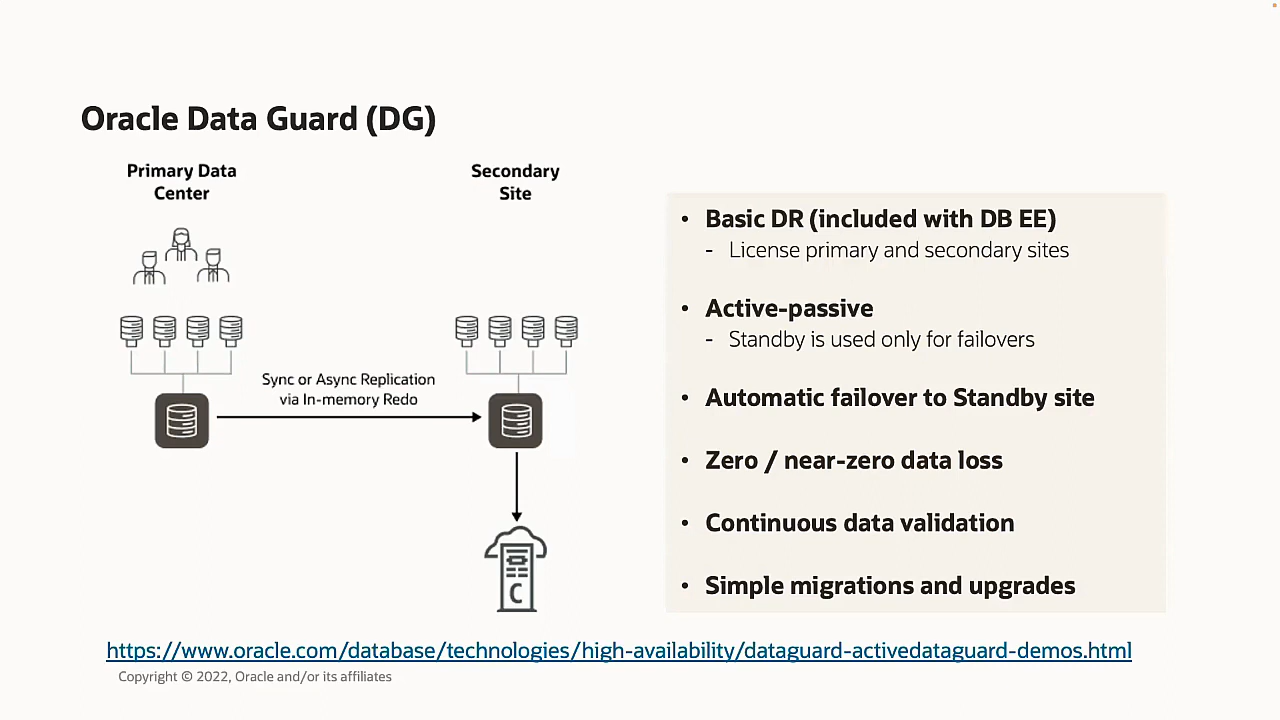 Oracle Data Guard (DG)
Primary Data
Center
Secondary
Site
Sync or Async Replication
via In-memory Redo
C
• Basic DR (included with DB EE)
- License primary and secondary sites
• Active-passive
- Standby is used only for failovers
• Automatic failover to Standby site
• Zero / near-zero data loss
• Continuous data validation
• Simple migrations and upgrades
https://www.oracle.com/database/technologies/high-availability/dataguard-activedataguard-demos.html
Copyright © 2022, Oracle and/or its affiliates